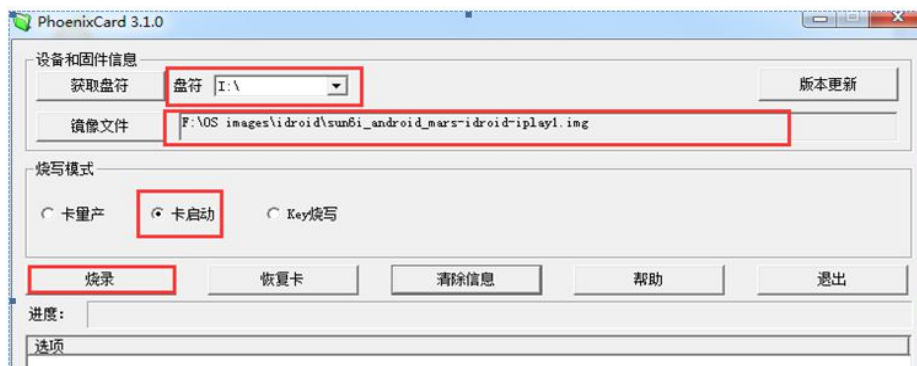 PhoenixCard 3.1.0
设备和固件信息
获取盘符 盘符 I:\ 版本更新
镜像文件 F:\OS images\idroid\sun6i_android_mars-idroid-iplay1.img
烧写模式
卡量产 卡启动 Key烧写
烧录 恢复卡 清除信息 帮助 退出
进度：
选项